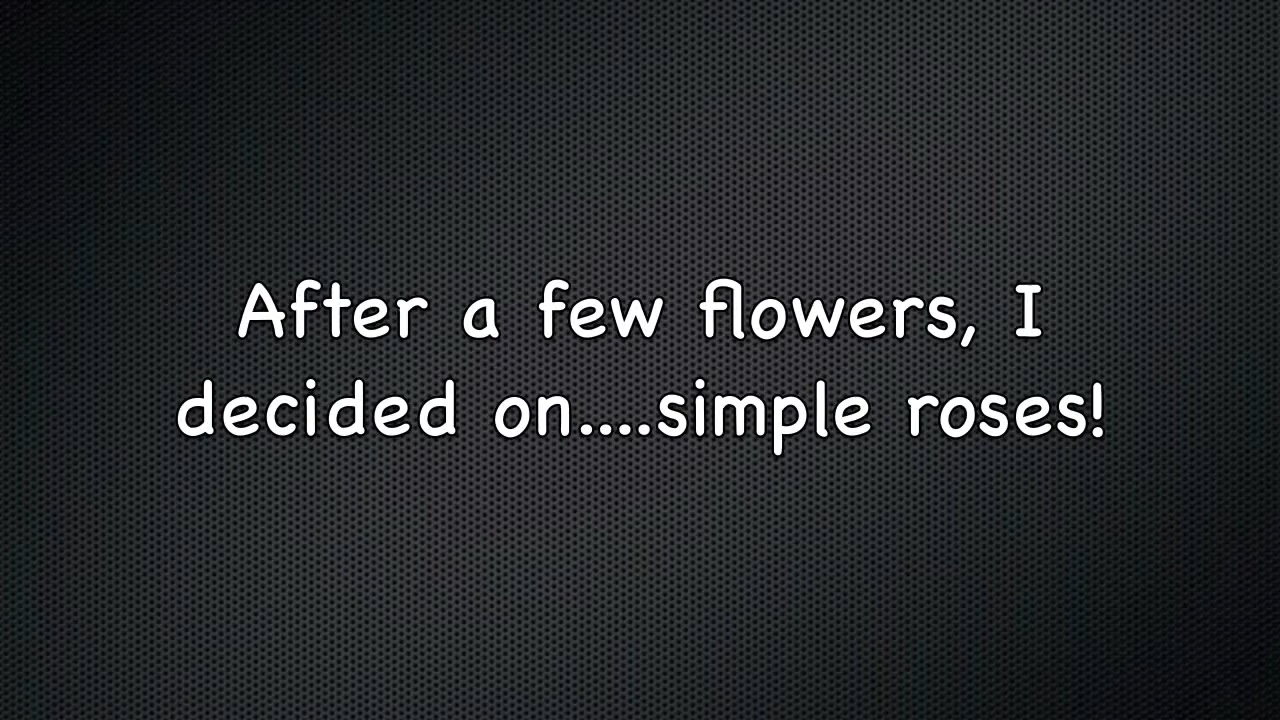 After a few flowers, I
decided on....simple roses!